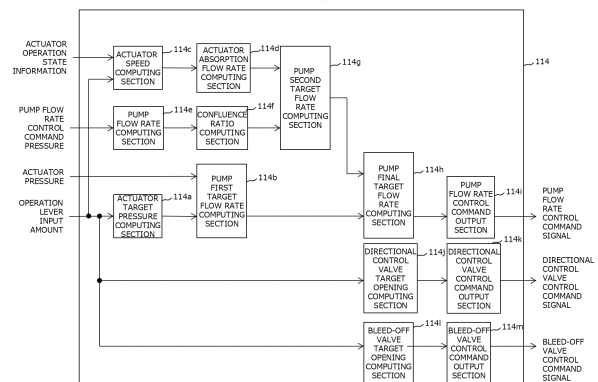 ACTUATOR
OPERATION
STATE
INFORMATION
PUMP FLOW
RATE
CONTROL
COMMAND
PRESSURE
ACTUATOR
PRESSURE
OPERATION
LEVER
INPUT
AMOUNT
ACTUATOR
SPEED
COMPUTING
SECTION
114c
ACTUATOR
ABSORPTION
FLOW RATE
COMPUTING
SECTION
114d
PUMP
SECOND
TARGET
FLOW
RATE
COMPUTING
SECTION
114g
114
PUMP
FLOW RATE
COMPUTING
SECTION
114e
CONFLUENCE
RATIO
COMPUTING
SECTION
114f
ACTUATOR
TARGET
PRESSURE
COMPUTING
SECTION
114a
PUMP
FIRST
TARGET
FLOW RATE
COMPUTING
SECTION
114b
PUMP
FINAL
TARGET
FLOW
RATE
COMPUTING
SECTION
114h
PUMP
FLOW RATE
CONTROL
COMMAND
OUTPUT
SECTION
114i
PUMP
FLOW
RATE
CONTROL
COMMAND
SIGNAL
DIRECTIONAL
CONTROL
VALVE
TARGET
OPENING
COMPUTING
SECTION
114j
DIRECTIONAL
CONTROL
VALVE
CONTROL
COMMAND
OUTPUT
SECTION
114k
DIRECTIONAL
CONTROL
VALVE
CONTROL
COMMAND
SIGNAL
BLEED-OFF
VALVE
TARGET
OPENING
COMPUTING
SECTION
114l
BLEED-OFF
VALVE
CONTROL
COMMAND
OUTPUT
SECTION
114m
BLEED-OFF
VALVE
CONTROL
COMMAND
SIGNAL